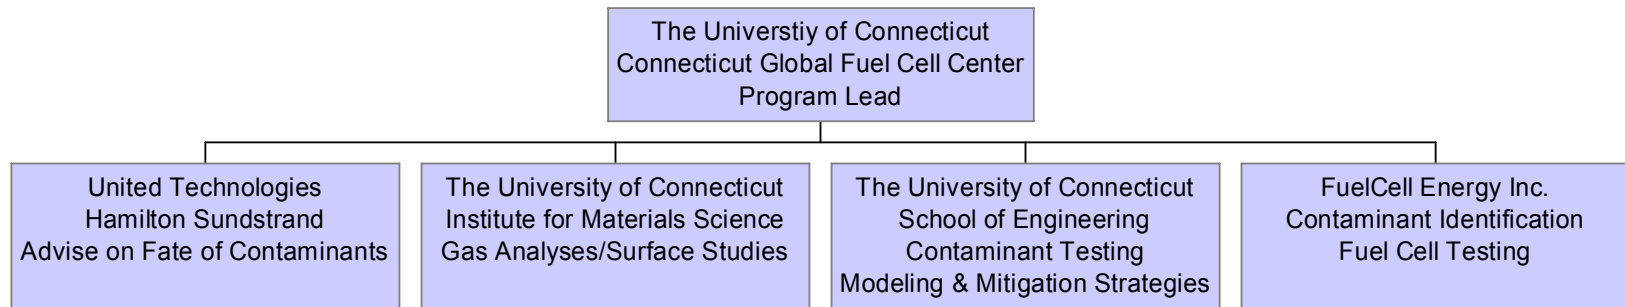 The Universtiy of Connecticut
Connecticut Global Fuel Cell Center
Program Lead
United Technologies
Hamilton Sundstrand
Advise on Fate of Contaminants
The University of Connecticut
Institute for Materials Science
Gas Analyses/Surface Studies
The University of Connecticut
School of Engineering
Contaminant Testing
Modeling & Mitigation Strategies
FuelCell Energy Inc.
Contaminant Identification
Fuel Cell Testing